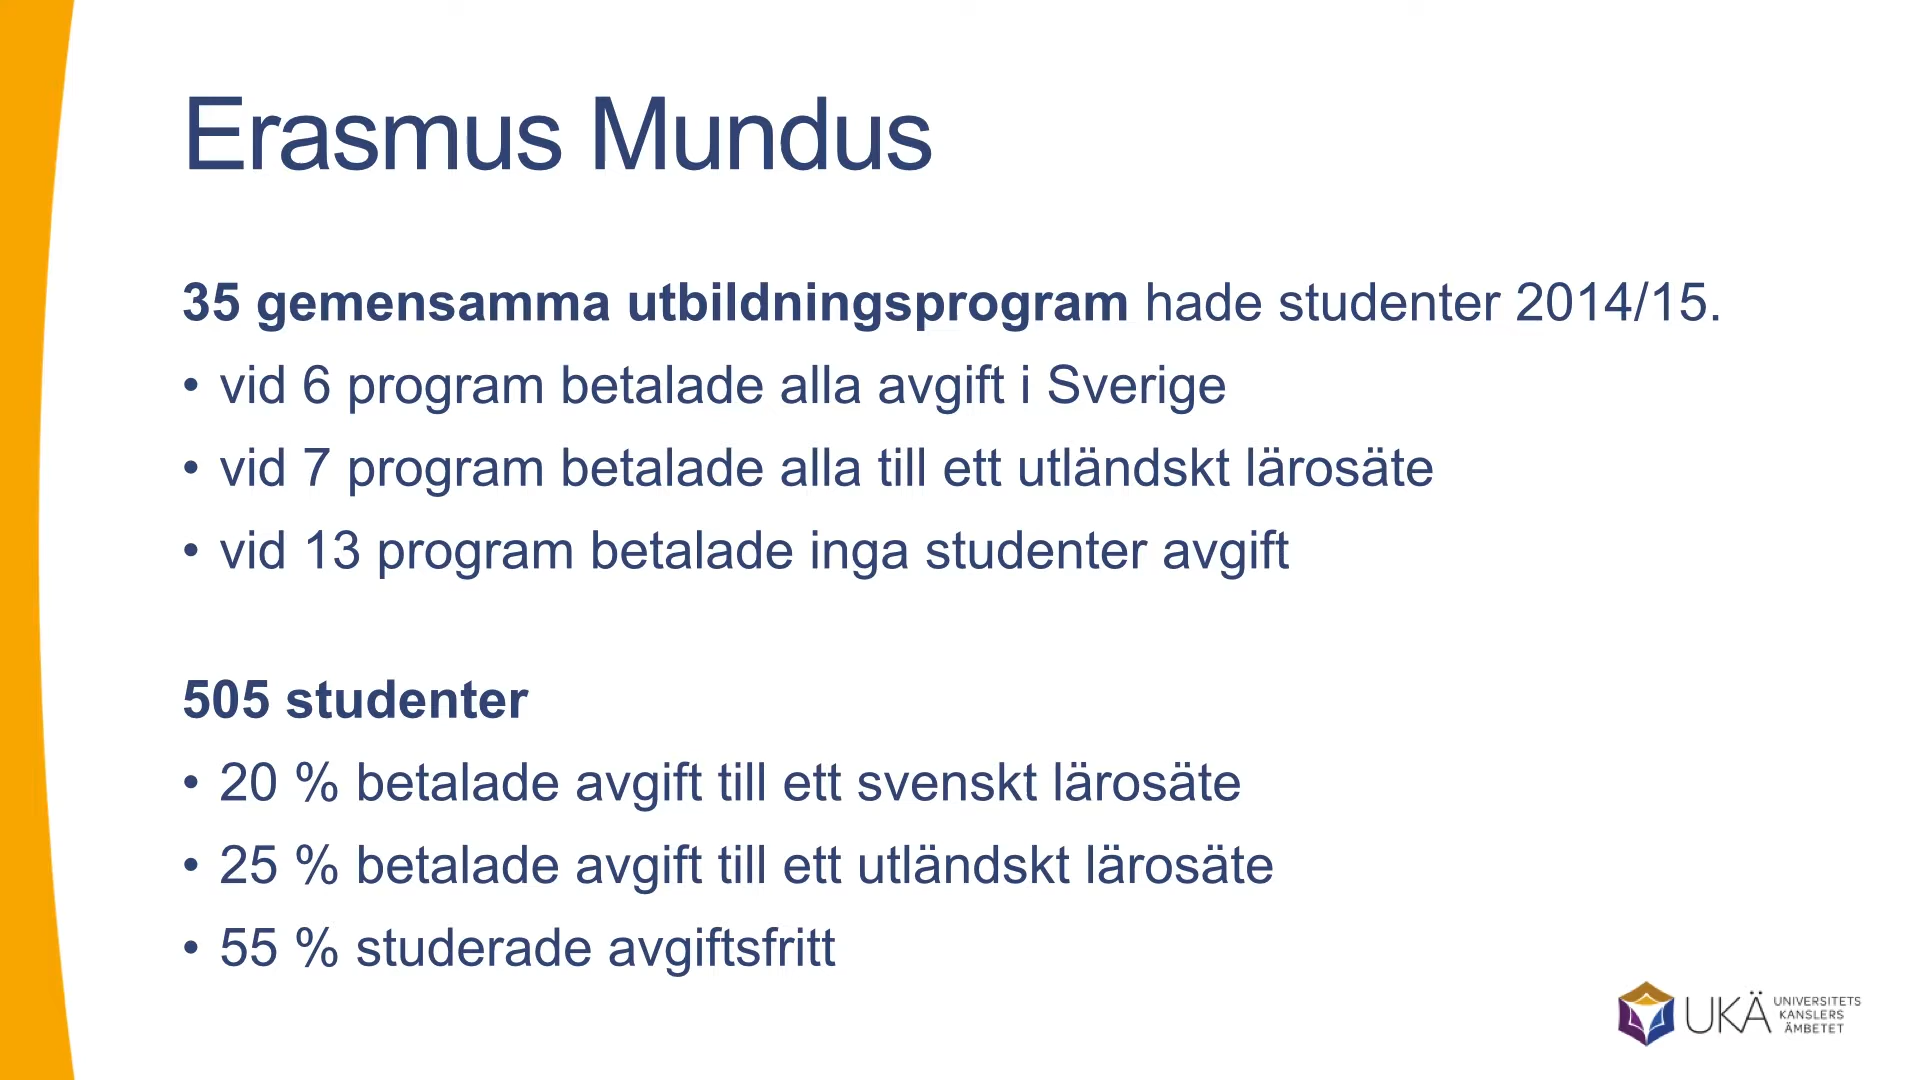 Erasmus Mundus
35 gemensamma utbildningsprogram hade studenter 2014/15.
• vid 6 program betalade alla avgift i Sverige
• vid 7 program betalade alla till ett utländskt lärosäte
• vid 13 program betalade inga studenter avgift
505 studenter
• 20 % betalade avgift till ett svenskt lärosäte
• 25 % betalade avgift till ett utländskt lärosäte
• 55 % studerade avgiftsfritt
UKÄ
UNIVERSITETS
KANSLERS
ÄMBETET